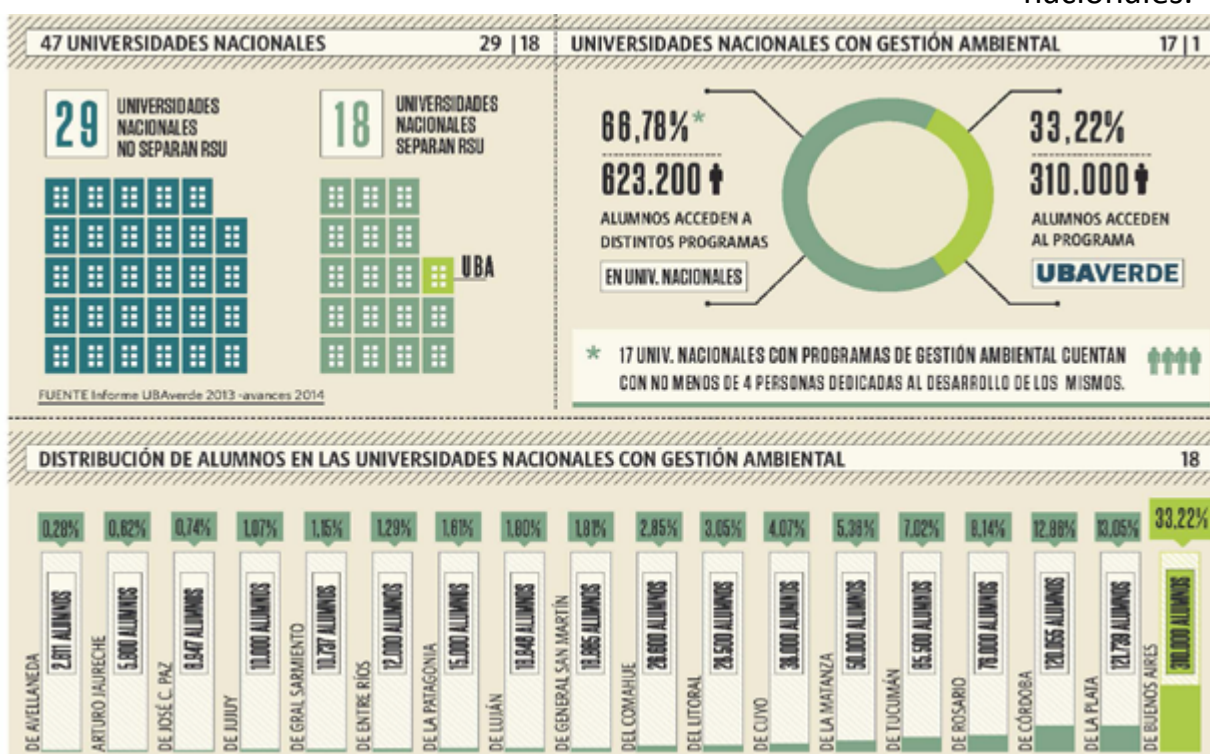 nacionales.
47 UNIVERSIDADES NACIONALES
29 | 18
29
UNIVERSIDADES
NACIONALES
NO SEPARAN RSU
18
UNIVERSIDADES
NACIONALES
SEPARAN RSU
UBA
FUENTE Informe UBAverde 2013 -avances 2014
UNIVERSIDADES NACIONALES CON GESTIÓN AMBIENTAL
17 | 1
66,78%*
623.200
ALUMNOS ACCEDEN A
DISTINTOS PROGRAMAS
EN UNIV. NACIONALES
33,22%
310.000
ALUMNOS ACCEDEN
AL PROGRAMA
UBAVERDE
* 17 UNIV. NACIONALES CON PROGRAMAS DE GESTIÓN AMBIENTAL CUENTAN
CON NO MENOS DE 4 PERSONAS DEDICADAS AL DESARROLLO DE LOS MISMOS.
DISTRIBUCIÓN DE ALUMNOS EN LAS UNIVERSIDADES NACIONALES CON GESTIÓN AMBIENTAL
18
0,28%
DE AVELLANEDA
2.611 ALUMNOS
0,62%
ARTURO JAURECHE
5.800 ALUMNOS
0,74%
DE JOSÉ C. PAZ
ALUMNOS
1,07%
DE JUJUY
10.000 ALUMNOS
1,15%
DE GRAL SARMIENTO
10.737 ALUMNOS
1,29%
DE ENTRE RÍOS
12.000 ALUMNOS
1,61%
DE LA PATAGONIA
15.000 ALUMNOS
1,80%
DE LUJÁN
ALUMNOS
1,81%
DE GENERAL SAN MARTÍN
ALUMNOS
2,85%
DEL COMAHUE
26.600 ALUMNOS
3,05%
DEL LITORAL
28.500 ALUMNOS
4,07%
DE CUYO
38.000 ALUMNOS
5,36%
DE LA MATANZA
50.000 ALUMNOS
7,02%
DE TUCUMÁN
65.500 ALUMNOS
8,14%
DE ROSARIO
ALUMNOS
12,86%
DE CÓRDOBA
ALUMNOS
13,05%
DE LA PLATA
ALUMNOS
33,22%
DE BUENOS AIRES
310.000 ALUMNOS